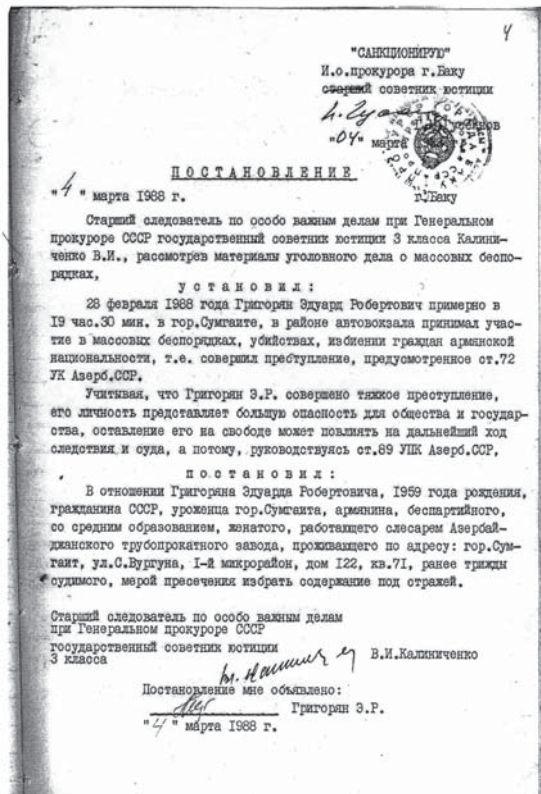 4
"САНКЦИОНИРУЮ"
И.о.прокурора г.Баку
старший советник юстиции
"04" марта
ПОСТАНОВЛЕНИЕ
"4" марта 1988 г.
г.Баку
Старший следователь по особо важным делам при Генеральном
прокуроре СССР государственный советник юстиции 3 класса Калини-
ченко В.И., рассмотрев материалы уголовного дела о массовых беспо-
рядках,
установил:
28 февраля 1988 года Григорян Эдуард Робертович примерно в
19 час.30 мин. в гор.Сумгаите, в районе автовокзала принимал учас-
тие в массовых беспорядках, убийствах, избиении граждан армянской
национальности, т.е. совершил преступление, предусмотренное ст.72
УК Азерб.ССР.
Учитывая, что Григорян Э.Р. совершено тяжкое преступление,
его личность представляет большую опасность для общества и государ-
ства, оставление его на свободе может повлиять на дальнейший ход
следствия и суда, а потому, руководствуясь ст.89 УПК Азерб.ССР,
постановил:
В отношении Григоряна Эдуарда Робертовича, 1959 года рождения,
гражданина СССР, уроженца гор.Сумгаита, армянина, беспартийного,
со средним образованием, женатого, работающего слесарем Азербай-
джанского трубопрокатного завода, проживающего по адресу: гор.Сум-
гаит, ул.С.Вургуна, I-й микрорайон, дом I22, кв.7I, ранее трижды
судимого, мерой пресечения избрать содержание под стражей.
Старший следователь по особо важным делам
при Генеральном прокуроре СССР
государственный советник юстиции
3 класса
В.И.Калиниченко
Постановление мне объявлено:
Григорян Э.Р.
"4" марта 1988 г.